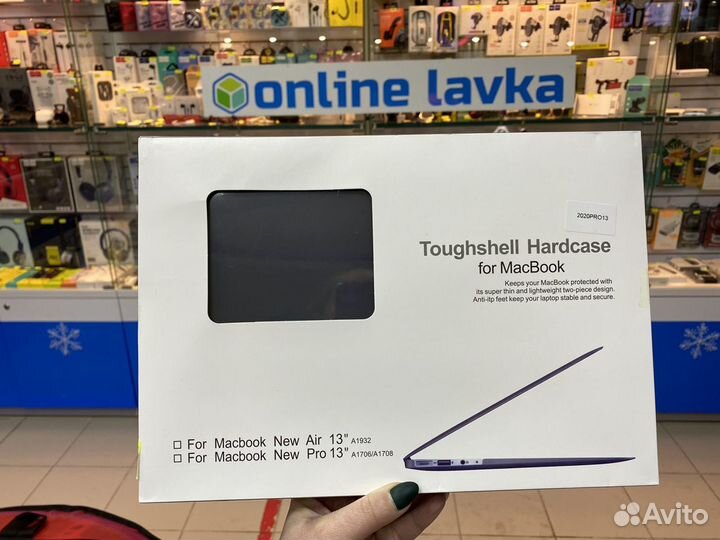 online lavka
2020PRO13
Toughshell Hardcase
for MacBook
Keeps your MacBook protected with
its super thin and lightweight two-piece design.
Anti-itp feet keep your laptop stable and secure.
☐ For Macbook New Air 13" A1932
☐ For Macbook New Pro 13" A1706/A1708
Avito